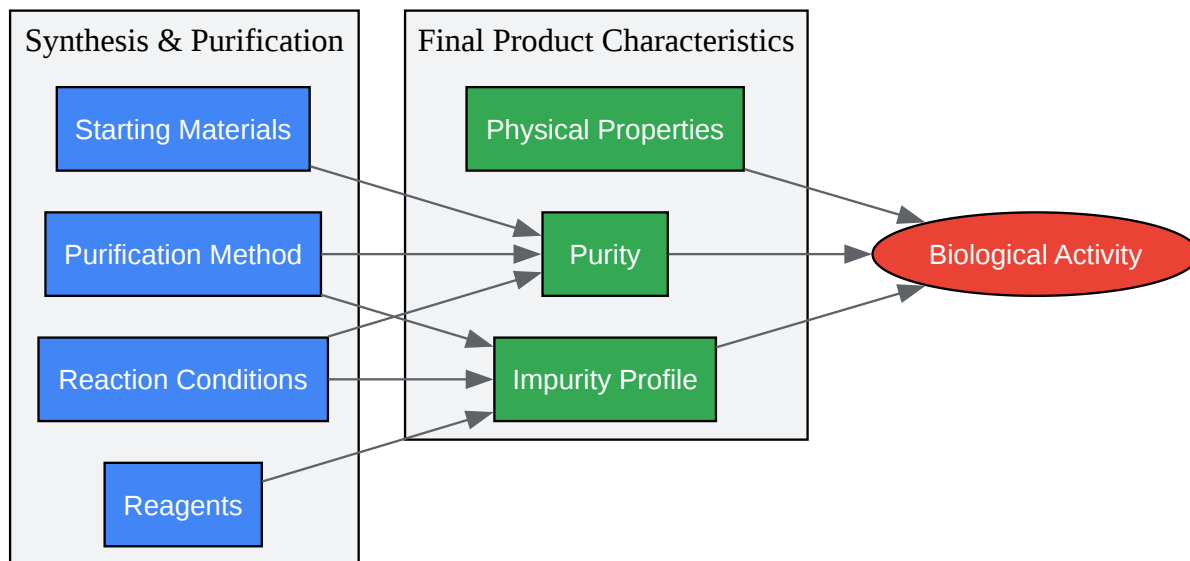 Synthesis & Purification
Starting Materials
Purification Method
Reaction Conditions
Reagents
Final Product Characteristics
Physical Properties
Purity
Impurity Profile
Biological Activity